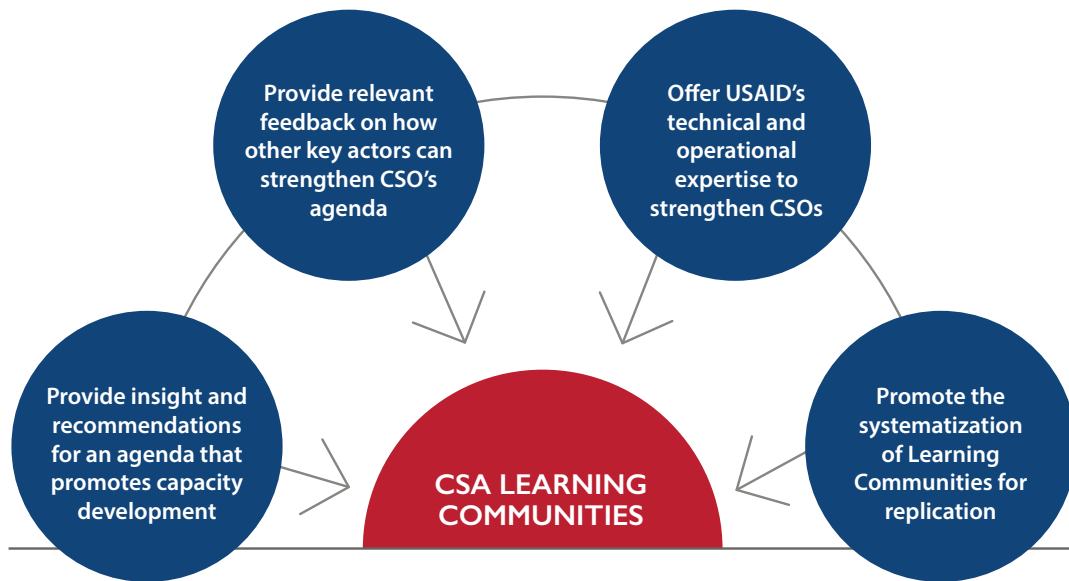 Provide relevant
feedback on how
other key actors can
strengthen CSO’s
agenda
Offer USAID’s
technical and
operational
expertise to
strengthen CSOs
Provide insight and
recommendations
for an agenda that
promotes capacity
development
Promote the
systematization
of Learning
Communities for
replication
CSA LEARNING
COMMUNITIES